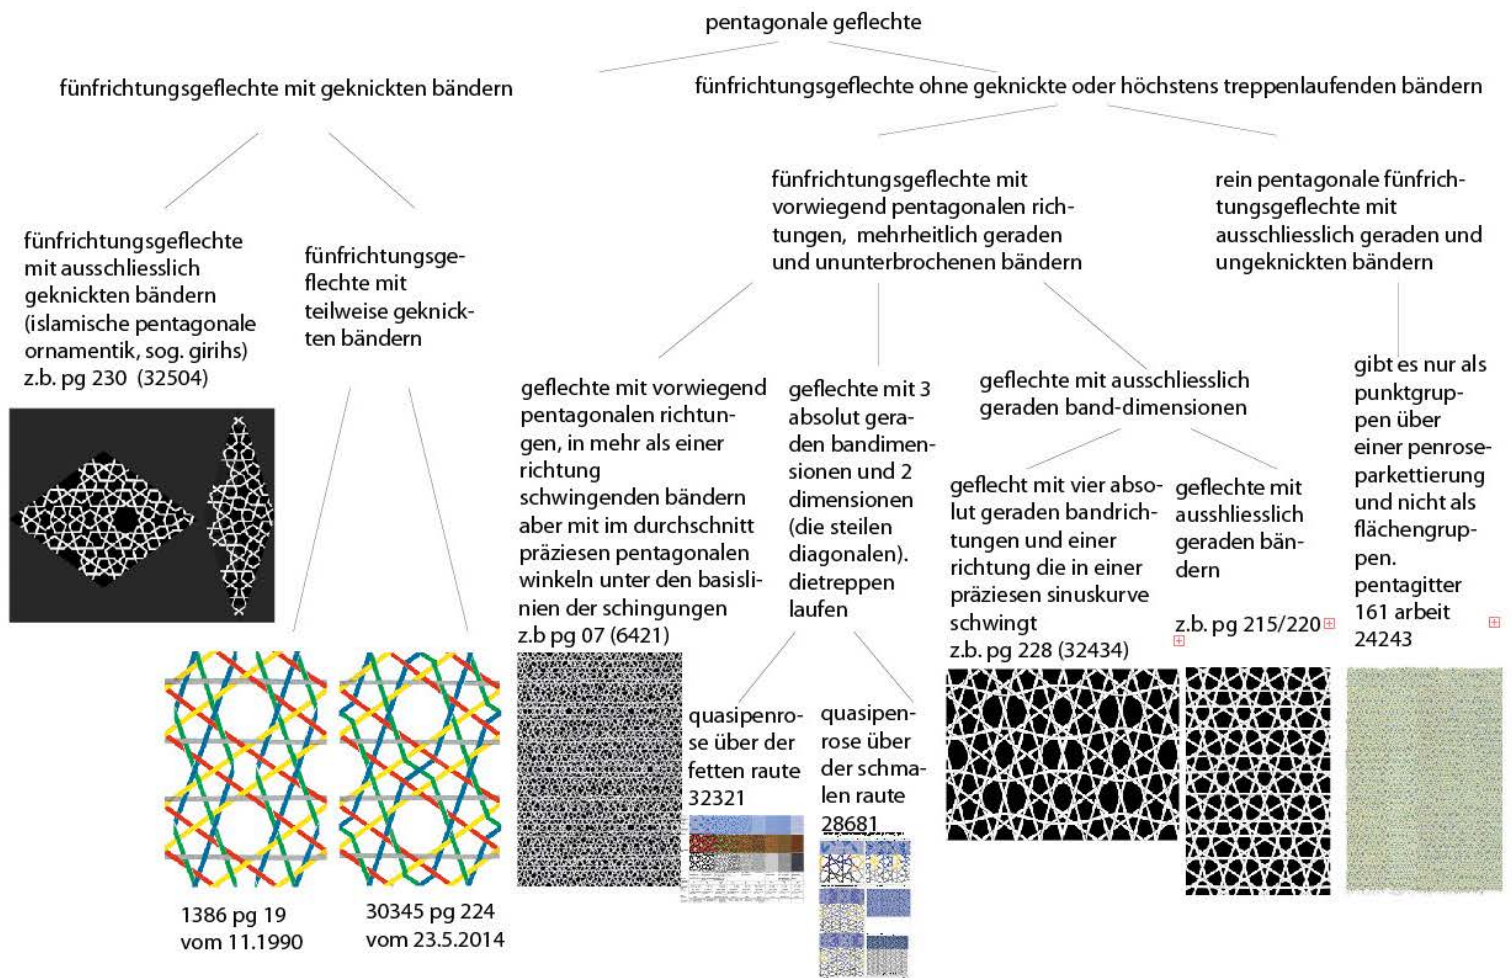 pentagonale geflechte
fünfrichtungsgeflechte mit geknickten bändern
fünfrichtungsgeflechte ohne geknickte oder höchstens treppenlaufenden bändern
fünfrichtungsgeflechte
mit ausschliesslich
geknickten bändern
(islamische pentagonale
ornamentik, sog. girihs)
z.b. pg 230 (32504)
fünfrichtungsge-
flechte mit
teilweise geknick-
ten bändern
1386 pg 19
vom 11.1990
30345 pg 224
vom 23.5.2014
fünfrichtungsgeflechte mit
vorwiegend pentagonalen rich-
tungen, mehrheitlich geraden
und ununterbrochenen bändern
rein pentagonale fünfrich-
tungsgeflechte mit
ausschliesslich geraden und
ungeknickten bändern
geflechte mit vorwiegend
pentagonalen richtun-
gen, in mehr als einer
richtung
schwingenden bändern
aber mit im durchschnitt
präziesen pentagonalen
winkeln unter den basisli-
nien der schingungen
z.b pg 07 (6421)
geflechte mit 3
absolut gera-
den bandimen-
sionen und 2
dimensionen
(die steilen
diagonalen).
dietreppen
laufen
quasipenro-
se über der
fetten raute
32321
quasipen-
rose über
der schma-
len raute
28681
geflechte mit ausschliesslich
geraden band-dimensionen
geflecht mit vier abso-
lut geraden bandrich-
tungen und einer
richtung die in einer
präziesen sinuskurve
schwingt
z.b. pg 228 (32434)
geflechte mit
ausshliesslich
geraden bän-
dern
z.b. pg 215/220
gibt es nur als
punktgrup-
pen über
einer penrose-
parkettierung
und nicht als
flächengrup-
pen.
pentagitter
161 arbeit
24243